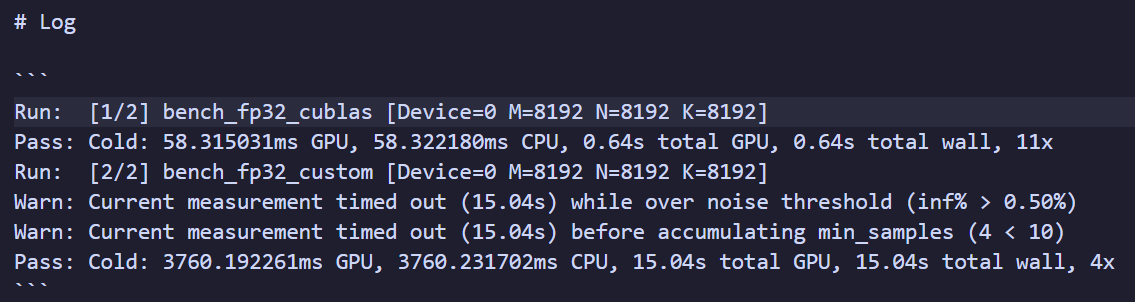 # Log
```
Run:  [1/2] bench_fp32_cublas [Device=0 M=8192 N=8192 K=8192]
Pass: Cold: 58.315031ms GPU, 58.322180ms CPU, 0.64s total GPU, 0.64s total wall, 11x
Run:  [2/2] bench_fp32_custom [Device=0 M=8192 N=8192 K=8192]
Warn: Current measurement timed out (15.04s) while over noise threshold (inf% > 0.50%)
Warn: Current measurement timed out (15.04s) before accumulating min_samples (4 < 10)
Pass: Cold: 3760.192261ms GPU, 3760.231702ms CPU, 15.04s total GPU, 15.04s total wall, 4x
```